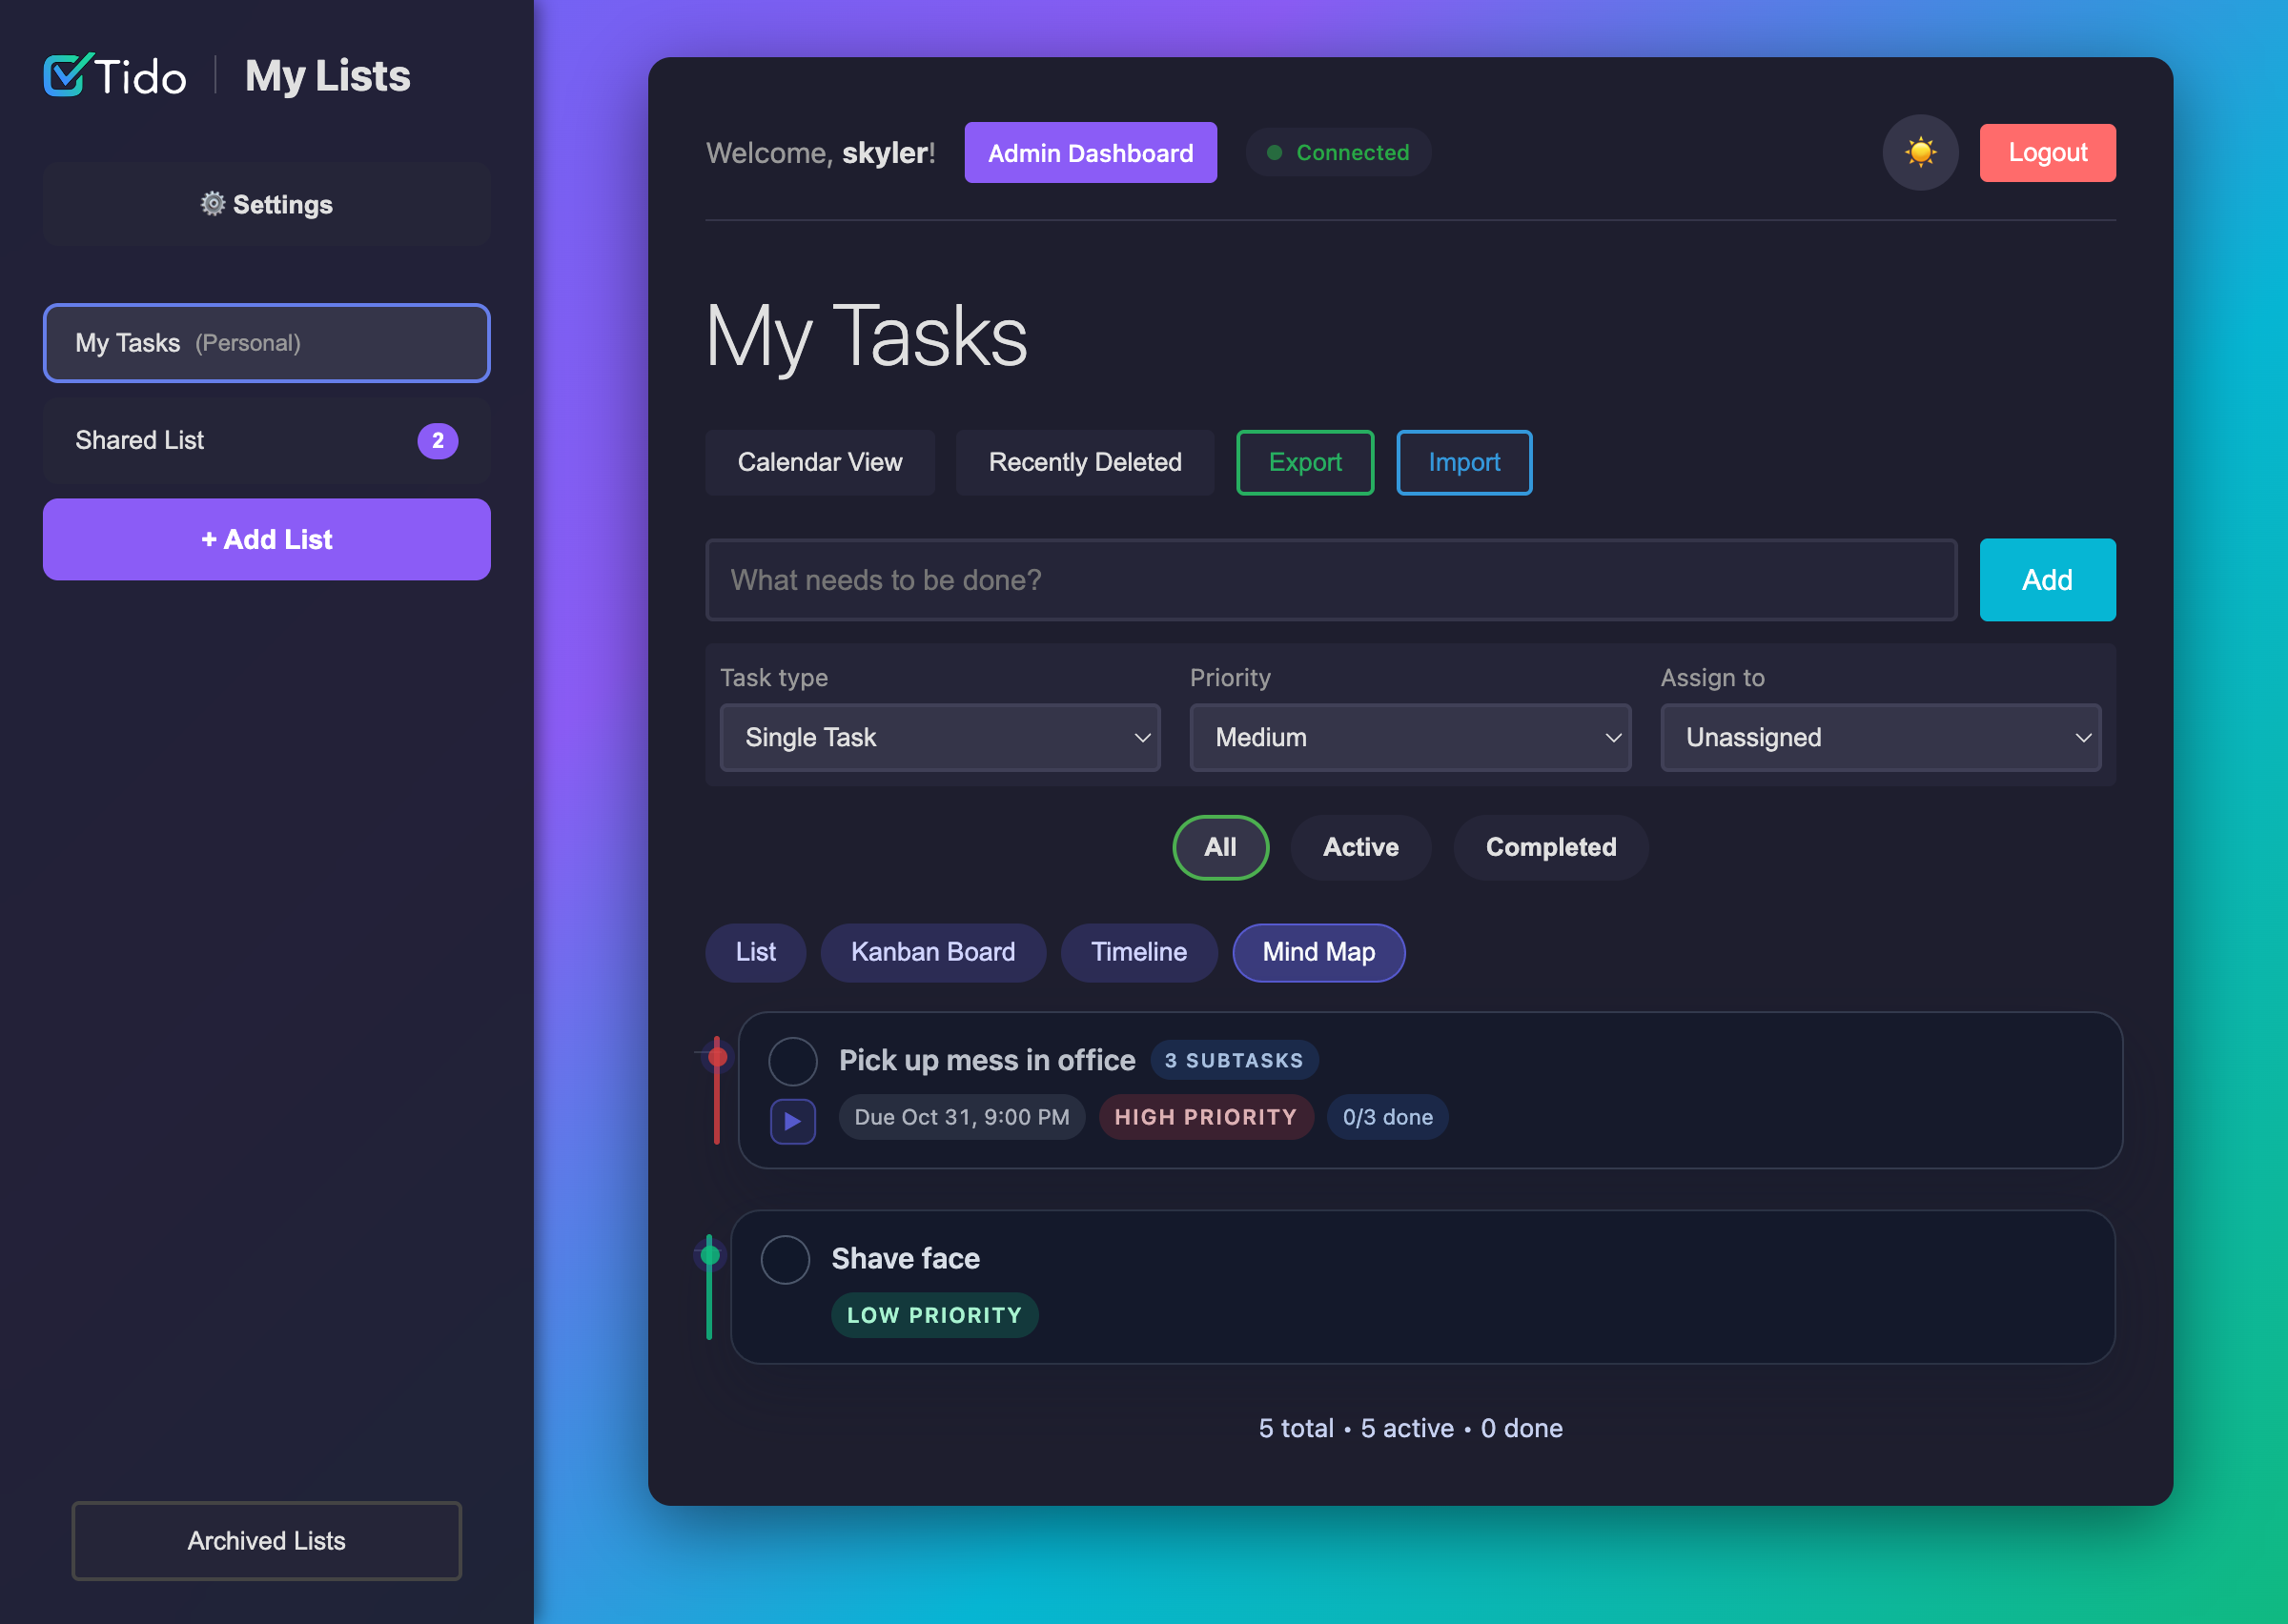 Tido
My Lists
⚙️ Settings
My Tasks (Personal)
Shared List 2
+ Add List
Archived Lists
Welcome, skyler!
Admin Dashboard
Connected
Logout
My Tasks
Calendar View
Recently Deleted
Export
Import
What needs to be done?
Add
Task type
Single Task
Priority
Medium
Assign to
Unassigned
All
Active
Completed
List
Kanban Board
Timeline
Mind Map
Pick up mess in office 3 SUBTASKS
Due Oct 31, 9:00 PM HIGH PRIORITY 0/3 done
Shave face
LOW PRIORITY
5 total • 5 active • 0 done